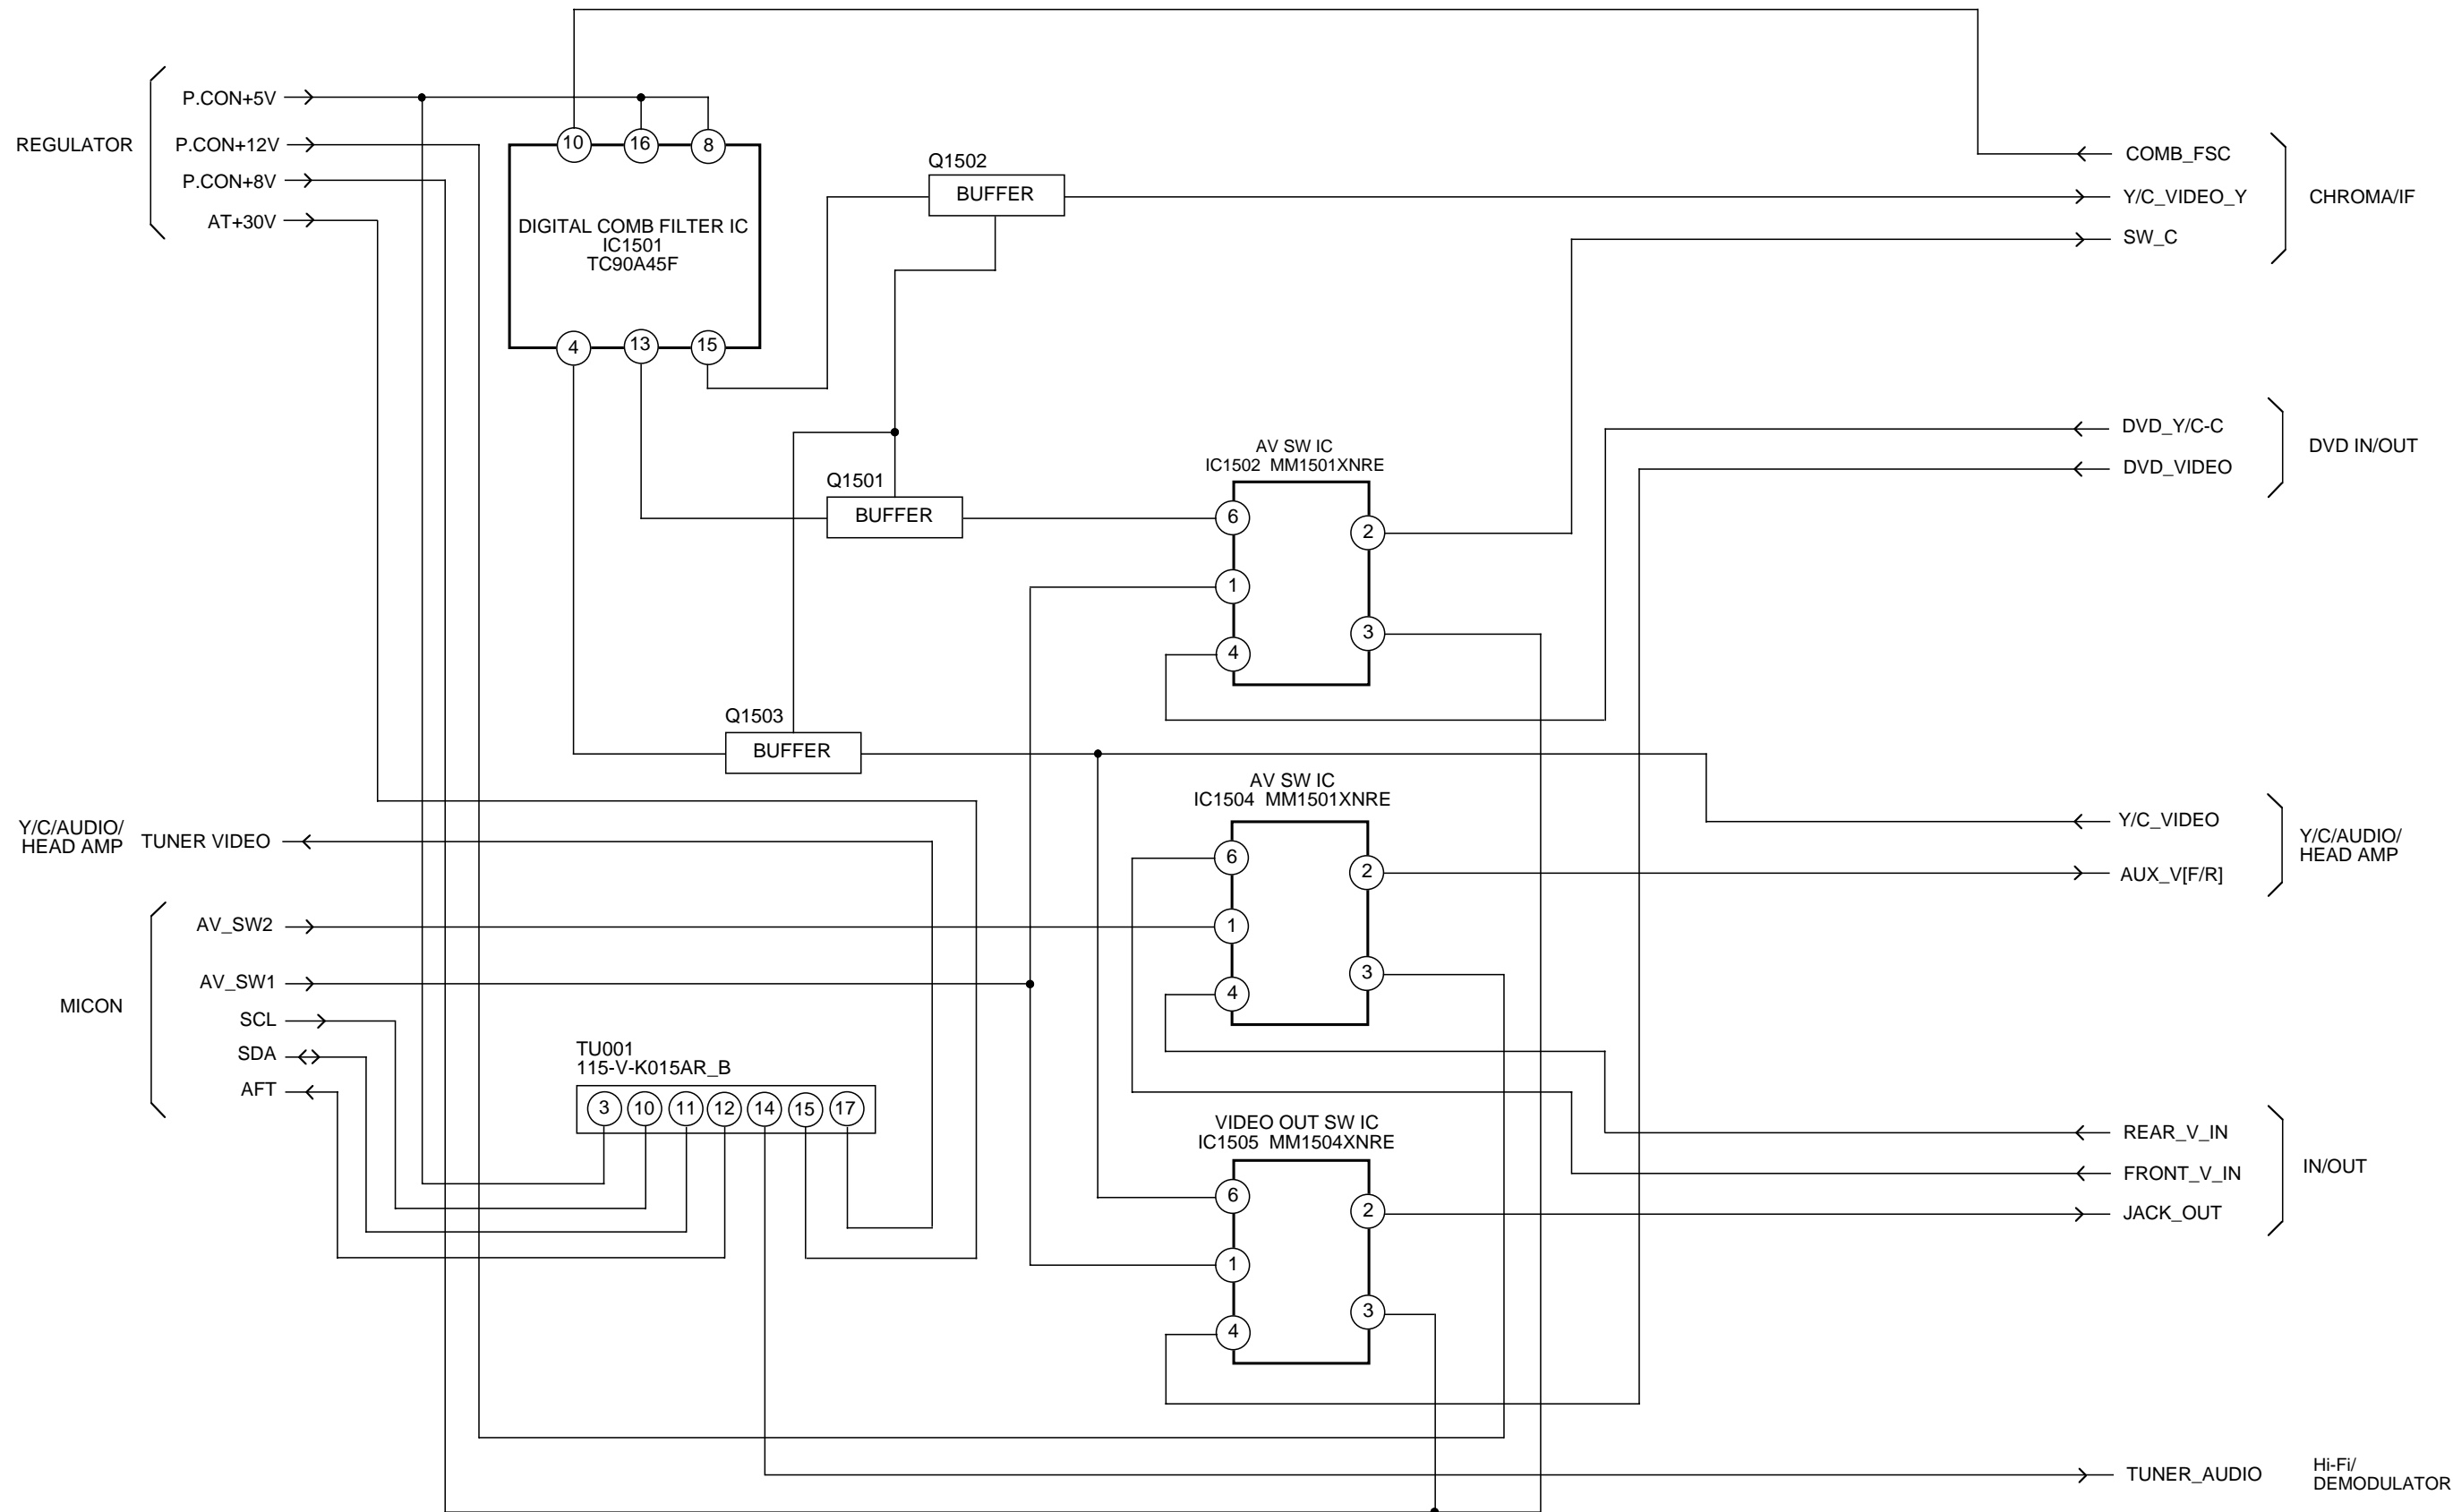 REGULATOR
P.CON+5V
P.CON+12V
P.CON+8V
AT+30V
10
16
8
DIGITAL COMB FILTER IC
IC1501
TC90A45F
4
13
15
Q1502
BUFFER
COMB_FSC
Y/C_VIDEO_Y
SW_C
CHROMA/IF
Q1501
BUFFER
AV SW IC
IC1502 MM1501XNRE
6
1
4
2
3
DVD_Y/C-C
DVD_VIDEO
DVD IN/OUT
Q1503
BUFFER
AV SW IC
IC1504 MM1501XNRE
6
1
4
2
3
Y/C_VIDEO
AUX_V[F/R]
Y/C/AUDIO/
HEAD AMP
Y/C/AUDIO/
HEAD AMP
TUNER VIDEO
MICON
AV_SW2
AV_SW1
SCL
SDA
AFT
TU001
115-V-K015AR_B
3
10
11
12
14
15
17
VIDEO OUT SW IC
IC1505 MM1504XNRE
6
1
4
2
3
REAR_V_IN
FRONT_V_IN
JACK_OUT
IN/OUT
TUNER_AUDIO
Hi-Fi/
DEMODULATOR